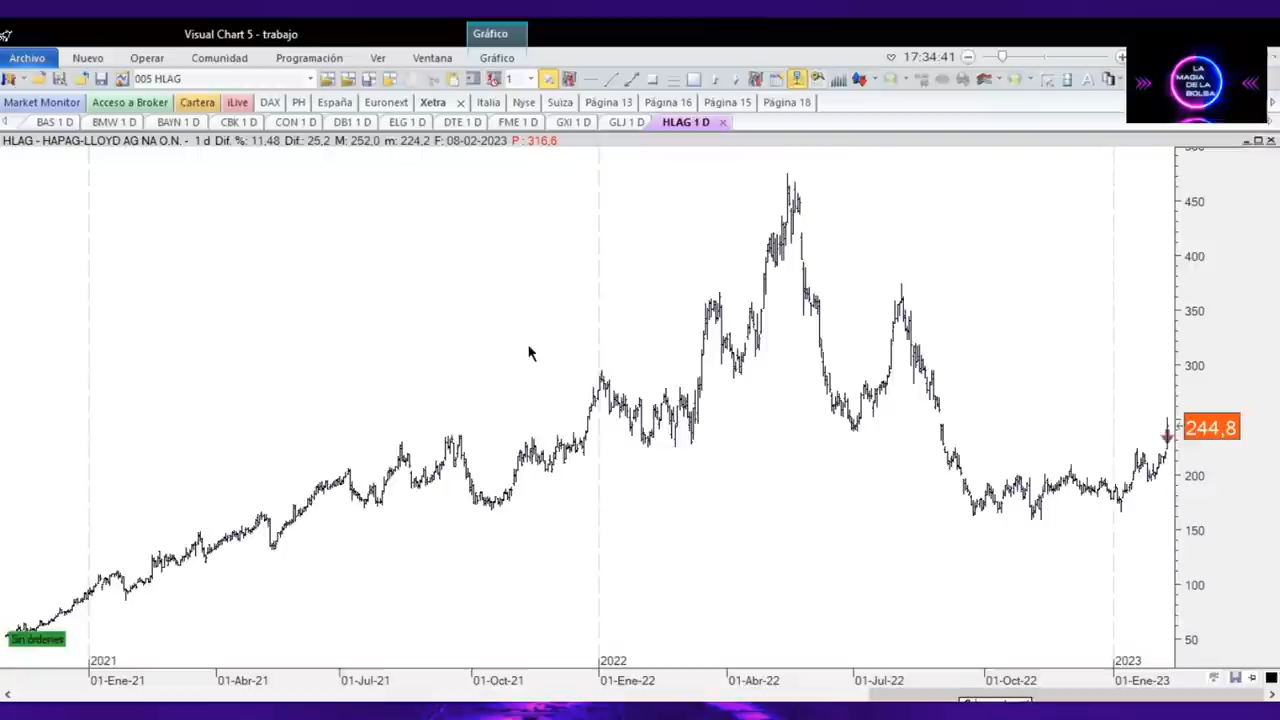 Visual Chart 5 - trabajo
Gráfico
Archivo Nuevo Operar Comunidad Programación Ver Ventana Gráfico 17:34:41
005 HLAG 1
LA MAGIA DE LA BOLSA
Market Monitor Acceso a Broker Cartera iLive DAX PH España Euronext Xetra Italia Nyse Suiza Página 13 Página 16 Página 15 Página 18
BAS 1 D BMW 1 D BAYN 1 D CBK 1 D CON 1 D DB1 1 D ELG 1 D DTE 1 D FME 1 D GXI 1 D GLJ 1 D HLAG 1 D
HLAG - HAPAG-LLOYD AG NA O.N. - 1 d Dif. %: 11,48 Dif.: 25,2 M: 252,0 m: 224,2 F: 08-02-2023 P : 316,6
450
400
350
300
244,8
200
150
100
50
Sin órdenes
2021 2022 2023
01-Ene-21 01-Abr-21 01-Jul-21 01-Oct-21 01-Ene-22 01-Abr-22 01-Jul-22 01-Oct-22 01-Ene-23